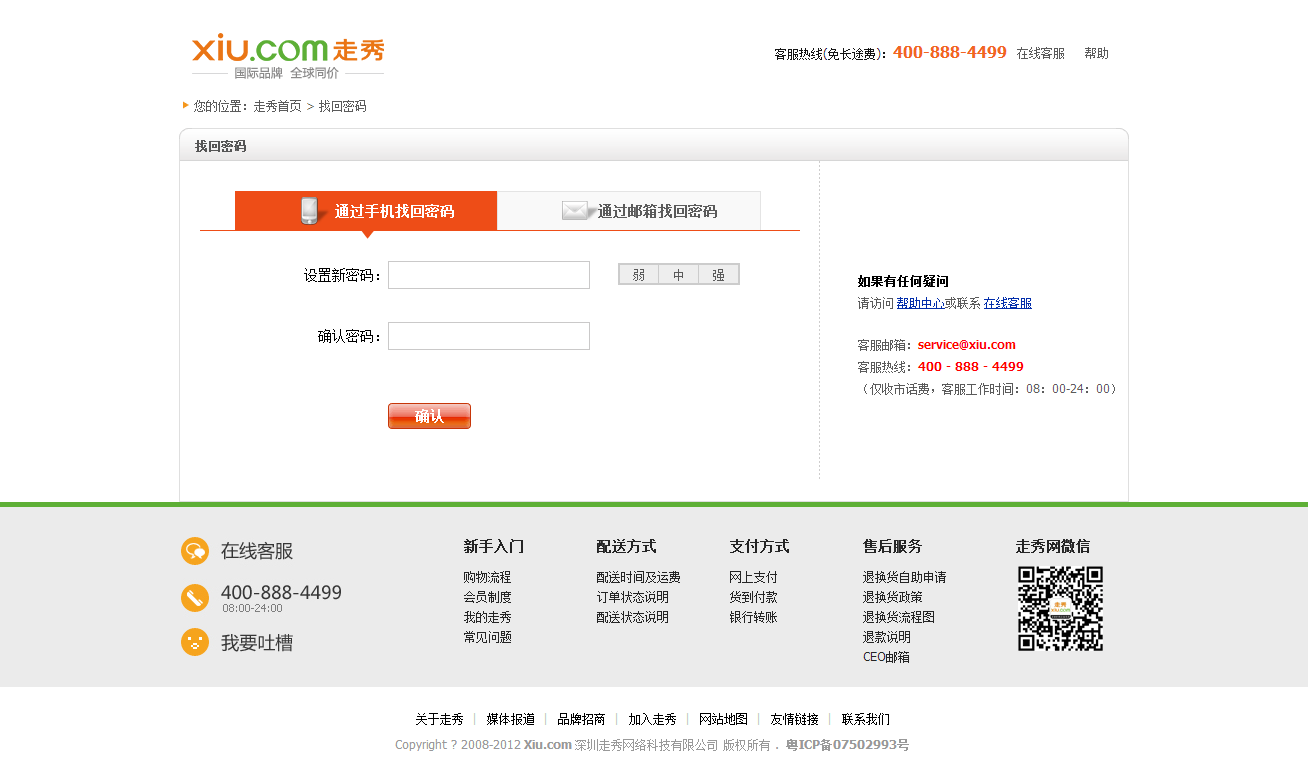 xiu.com走秀
国际品牌 全球同价
客服热线(免长途费)：400-888-4499 在线客服 帮助
您的位置：走秀首页 > 找回密码
找回密码
通过手机找回密码 通过邮箱找回密码
设置新密码： 弱 中 强
确认密码：
确认
如果有任何疑问
请访问 帮助中心或联系 在线客服
客服邮箱：service@xiu.com
客服热线：400 - 888 - 4499
（仅收市话费，客服工作时间：08：00-24：00）
在线客服
400-888-4499
08:00-24:00
我要吐槽
新手入门
购物流程
会员制度
我的走秀
常见问题
配送方式
配送时间及运费
订单状态说明
配送状态说明
支付方式
网上支付
货到付款
银行转账
售后服务
退换货自助申请
退换货政策
退换货流程图
退款说明
CEO邮箱
走秀网微信
走秀
xiu.com
关于走秀 | 媒体报道 | 品牌招商 | 加入走秀 | 网站地图 | 友情链接 | 联系我们
Copyright ? 2008-2012 Xiu.com 深圳走秀网络科技有限公司 版权所有 . 粤ICP备07502993号